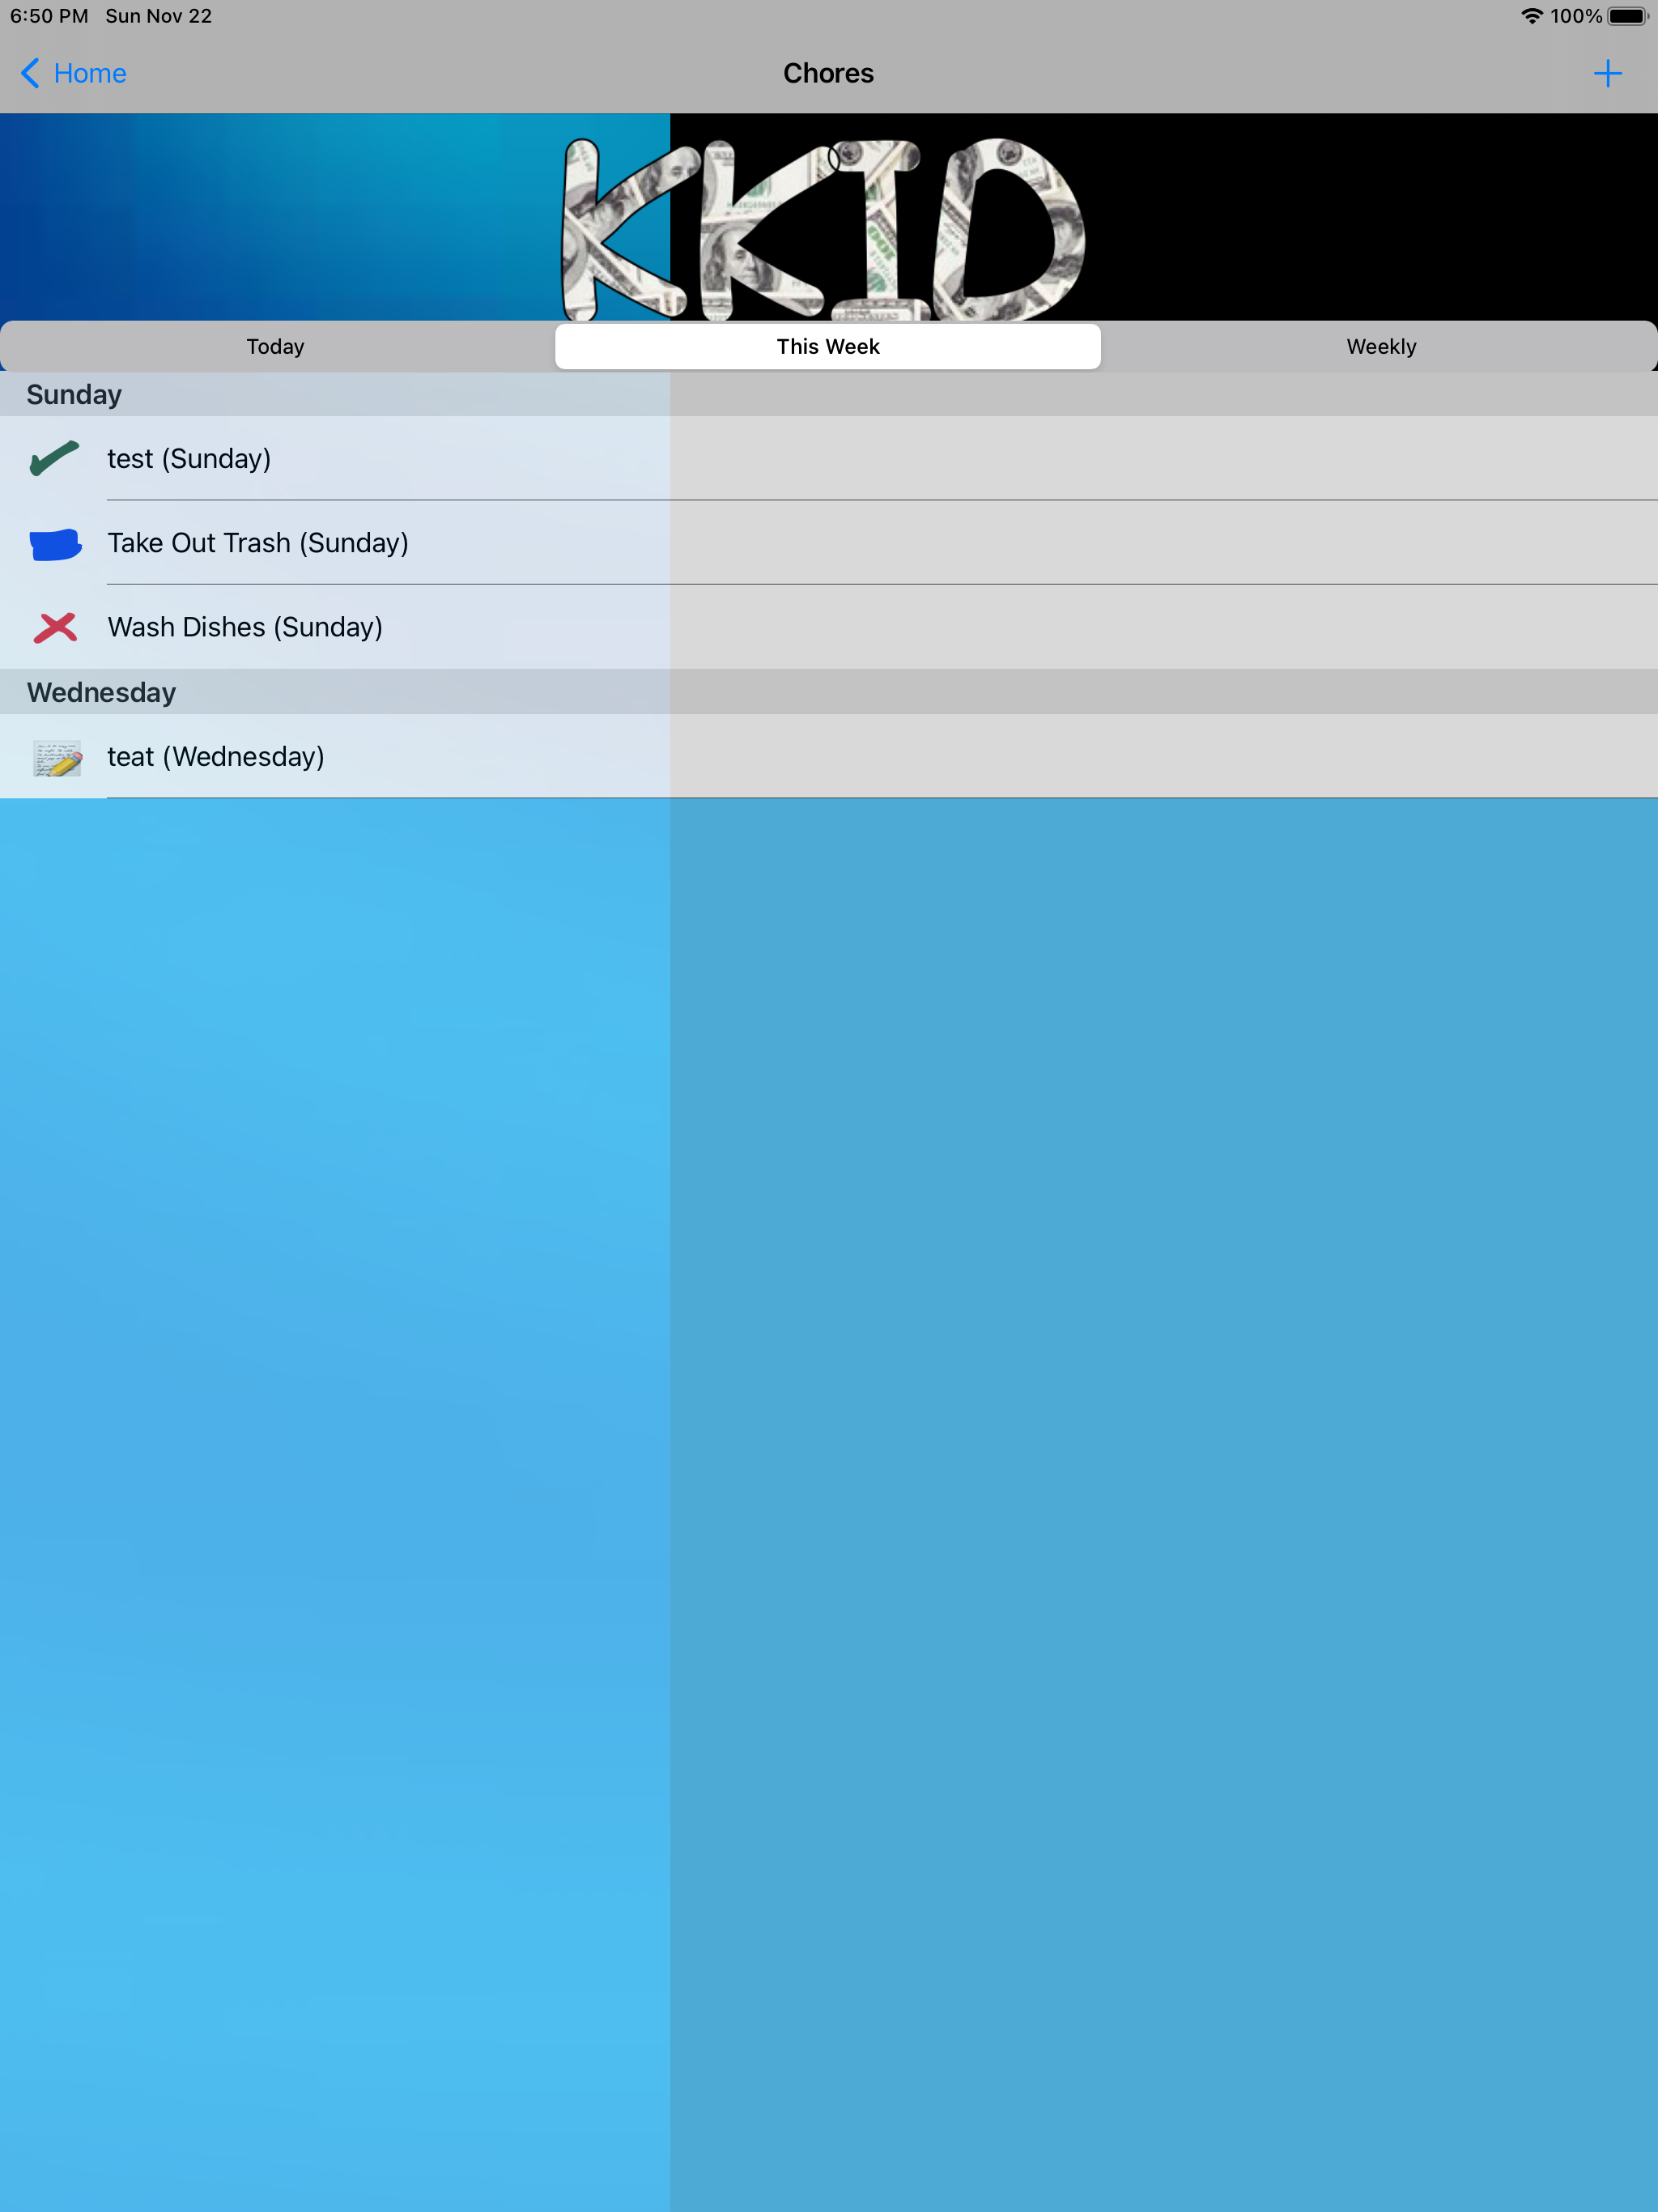 6:50 PM Sun Nov 22 100%
Home Chores
KKID
Today This Week Weekly
Sunday
test (Sunday)
Take Out Trash (Sunday)
Wash Dishes (Sunday)
Wednesday
teat (Wednesday)